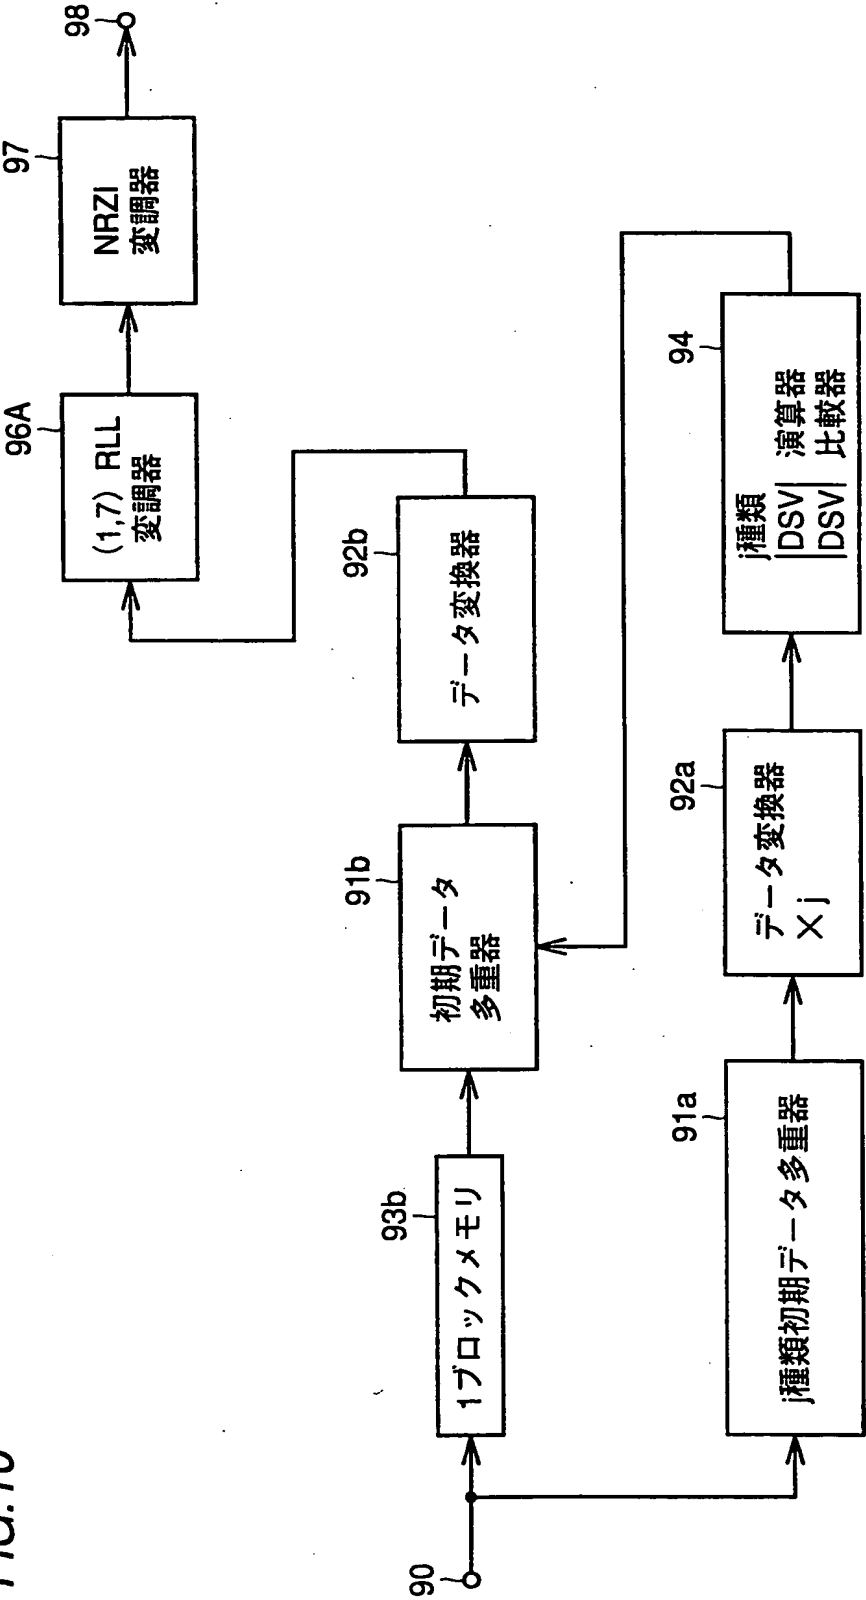 96A
(1,7) RLL
変調器
97
NRZI
変調器
98
90
93b
1ブロックメモリ
91b
初期データ
多重器
92b
データ変換器
91a
j種類初期データ多重器
92a
データ変換器
×j
94
j種類
|DSV| 演算器
|DSV| 比較器